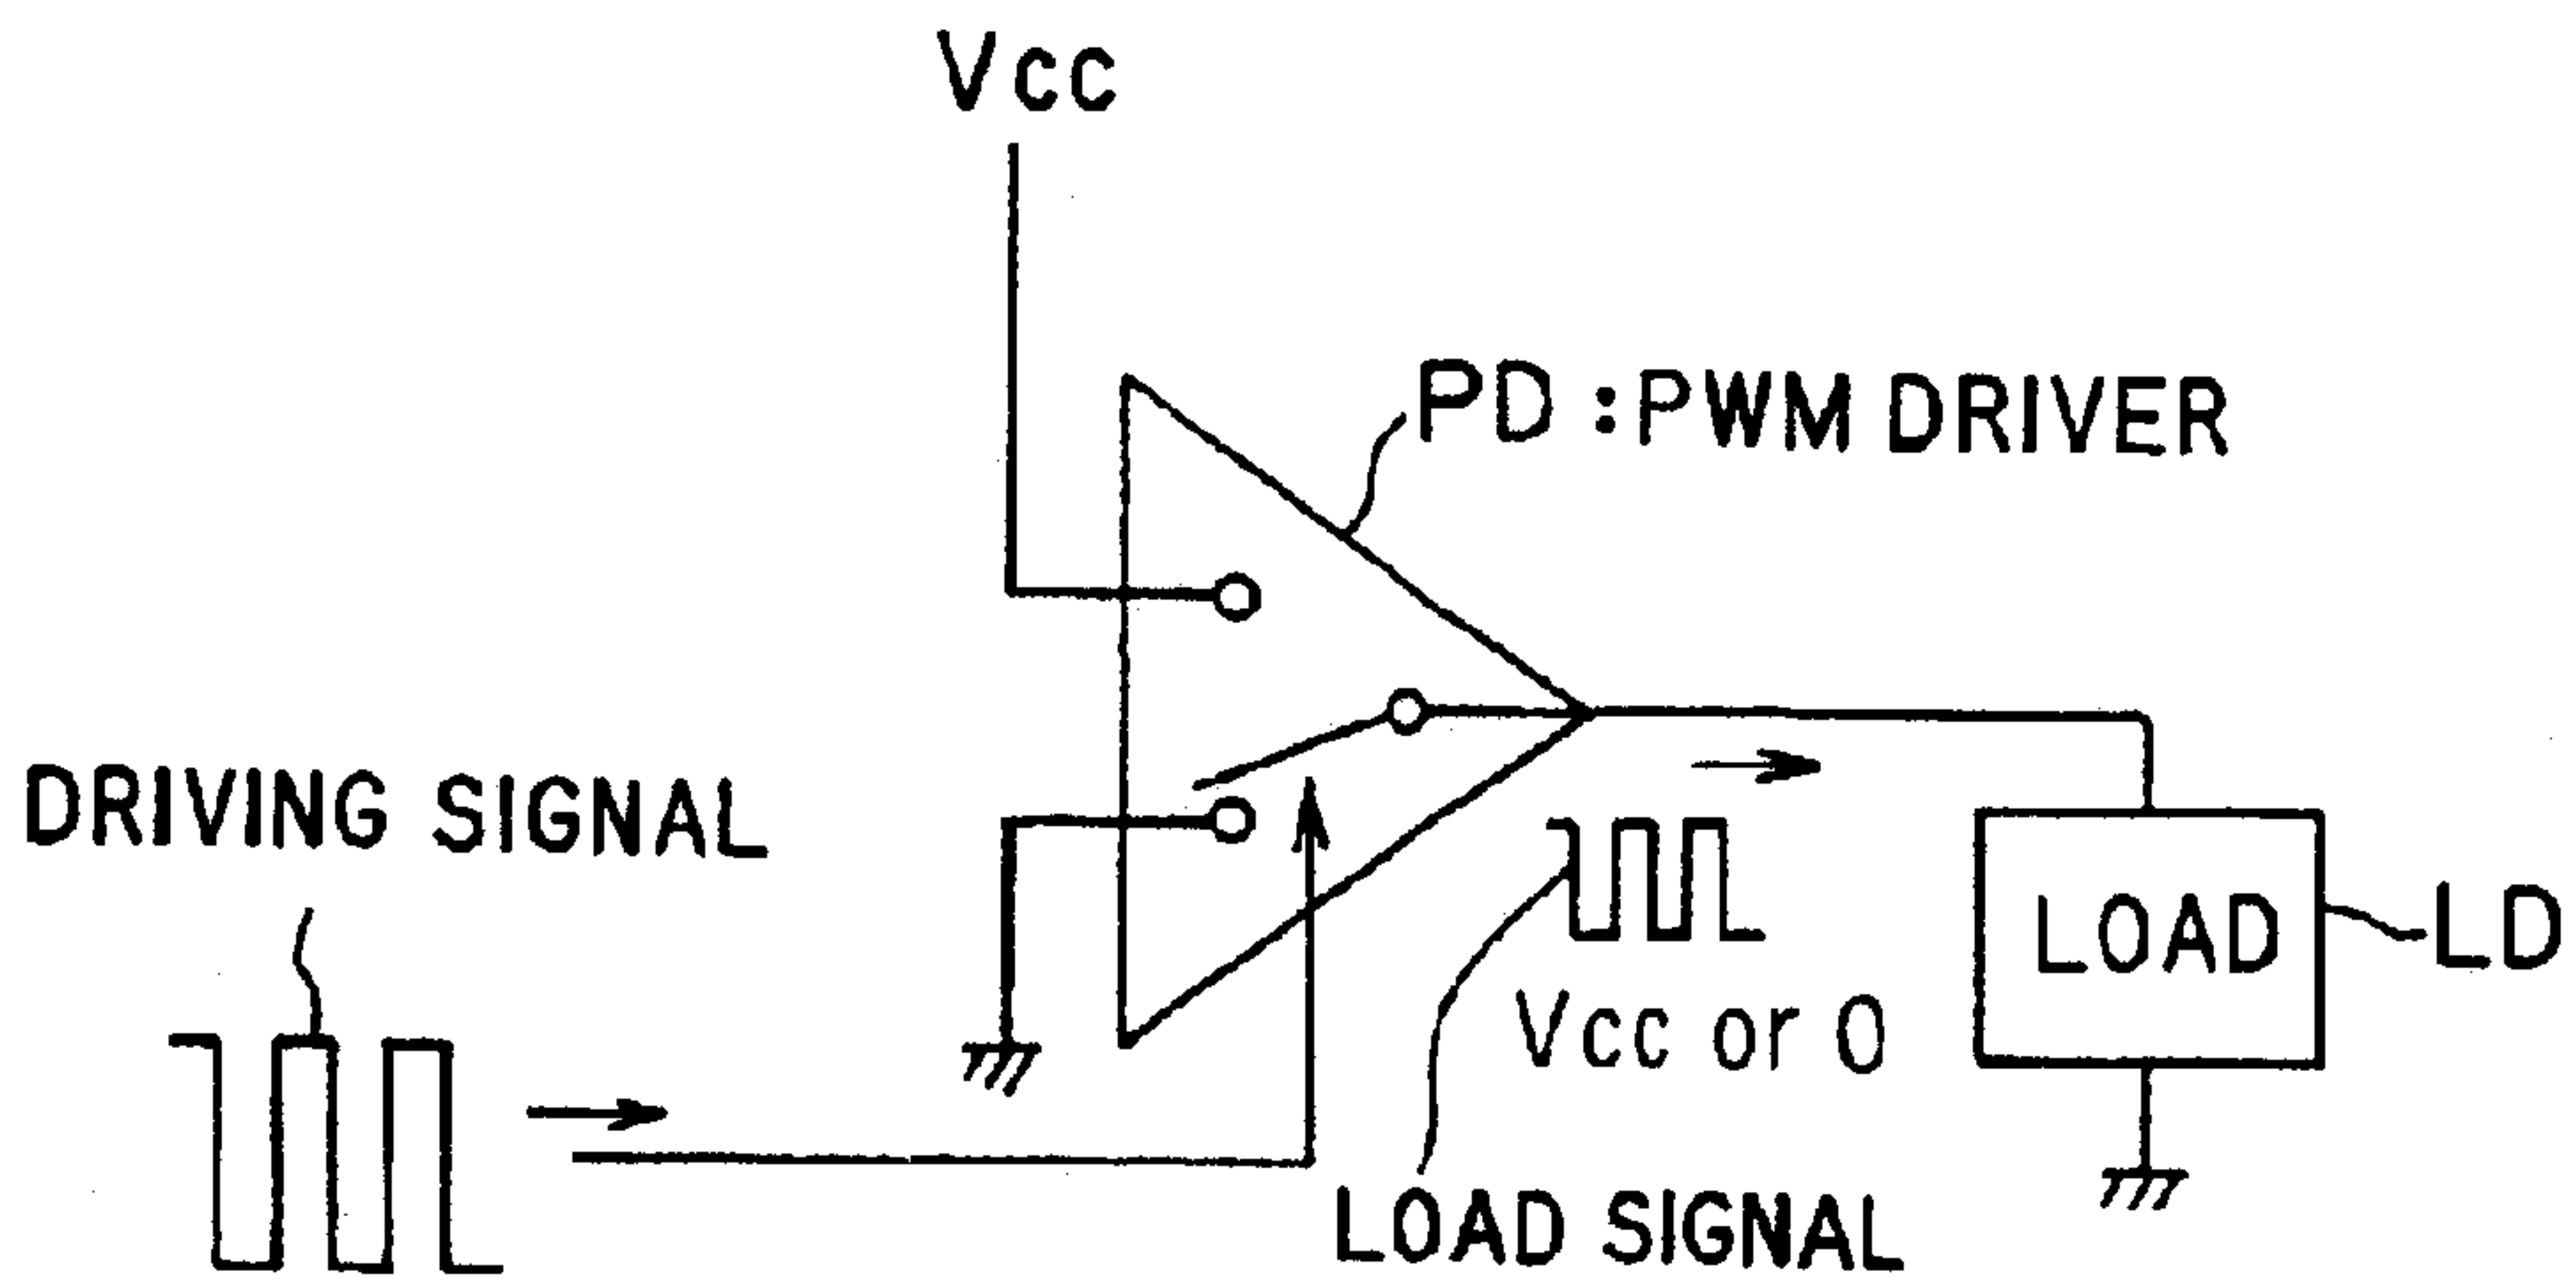 Vcc
PD : PWM DRIVER
DRIVING SIGNAL
LOAD
LD
Vcc or 0
LOAD SIGNAL